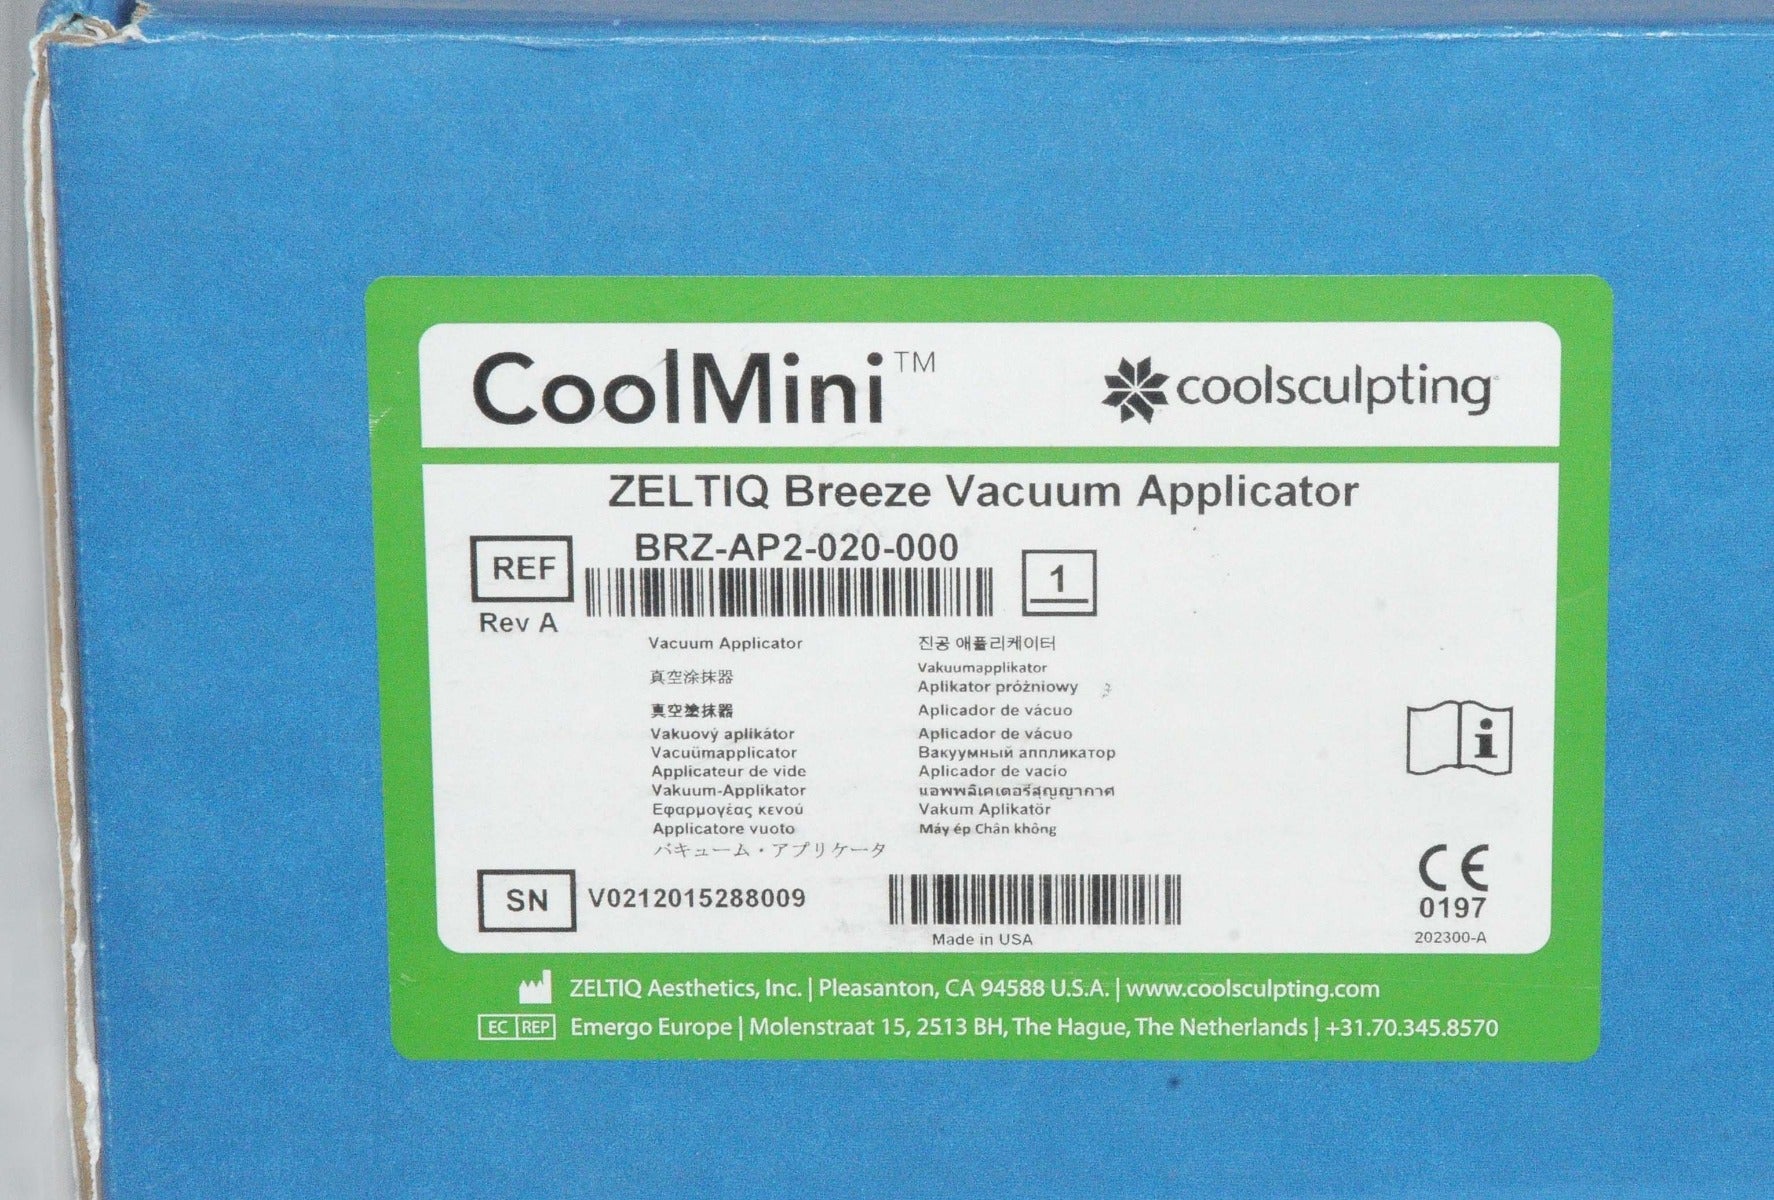 CoolMini™
coolsculpting
ZELTIQ Breeze Vacuum Applicator
REF
BRZ-AP2-020-000
1
Rev A
Vacuum Applicator
真空涂抹器
真空塗抹器
Vakuový aplikátor
Vacuümapplicator
Applicateur de vide
Vakuum-Applikator
Εφαρμογέας κενού
Applicatore vuoto
バキューム・アプリケータ
진공 애플리케이터
Vakuumapplikator
Aplikator próżniowy
Aplicador de vácuo
Aplicador de vácuo
Вакуумный аппликатор
Aplicador de vacío
แอพพลิเคเตอร์สุญญากาศ
Vakum Aplikatör
Máy ép Chân không
i
SN
V0212015288009
Made in USA
CE
0197
202300-A
ZELTIQ Aesthetics, Inc. | Pleasanton, CA 94588 U.S.A. | www.coolsculpting.com
EC REP Emergo Europe | Molenstraat 15, 2513 BH, The Hague, The Netherlands | +31.70.345.8570